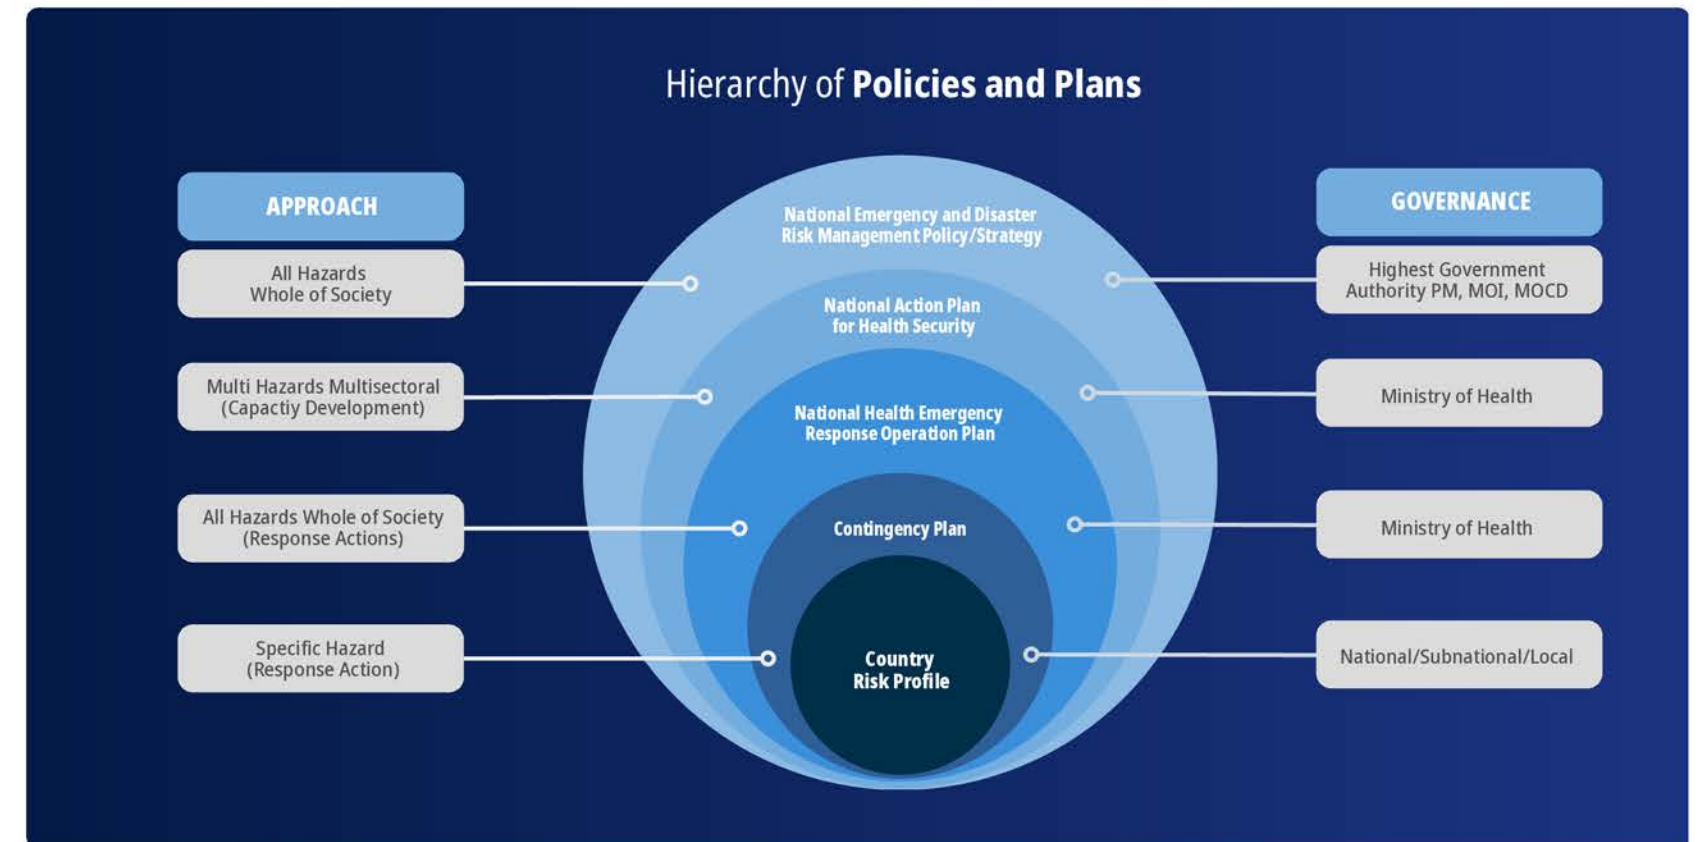 Hierarchy of Policies and Plans
APPROACH
All Hazards
Whole of Society
Multi Hazards Multisectoral
(Capactiy Development)
All Hazards Whole of Society
(Response Actions)
Specific Hazard
(Response Action)
National Emergency and Disaster
Risk Management Policy/Strategy
National Action Plan
for Health Security
National Health Emergency
Response Operation Plan
Contingency Plan
Country
Risk Profile
GOVERNANCE
Highest Government
Authority PM, MOI, MOCD
Ministry of Health
Ministry of Health
National/Subnational/Local